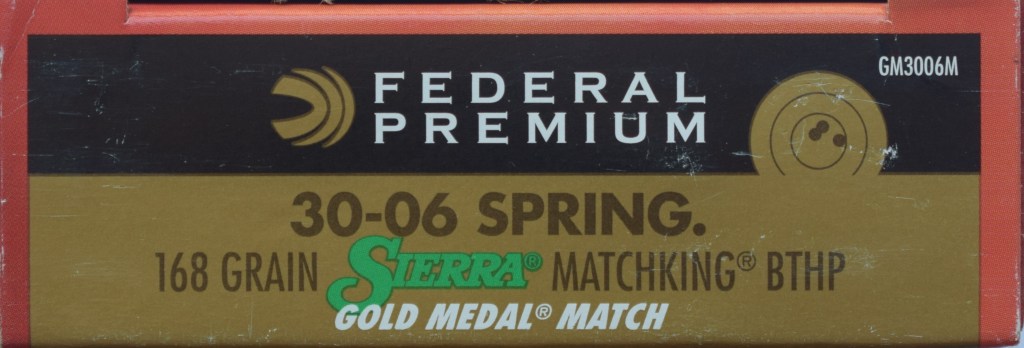 GM3006M
FEDERAL
PREMIUM
30-06 SPRING.
168 GRAIN SIERRA® MATCHKING® BTHP
GOLD MEDAL® MATCH